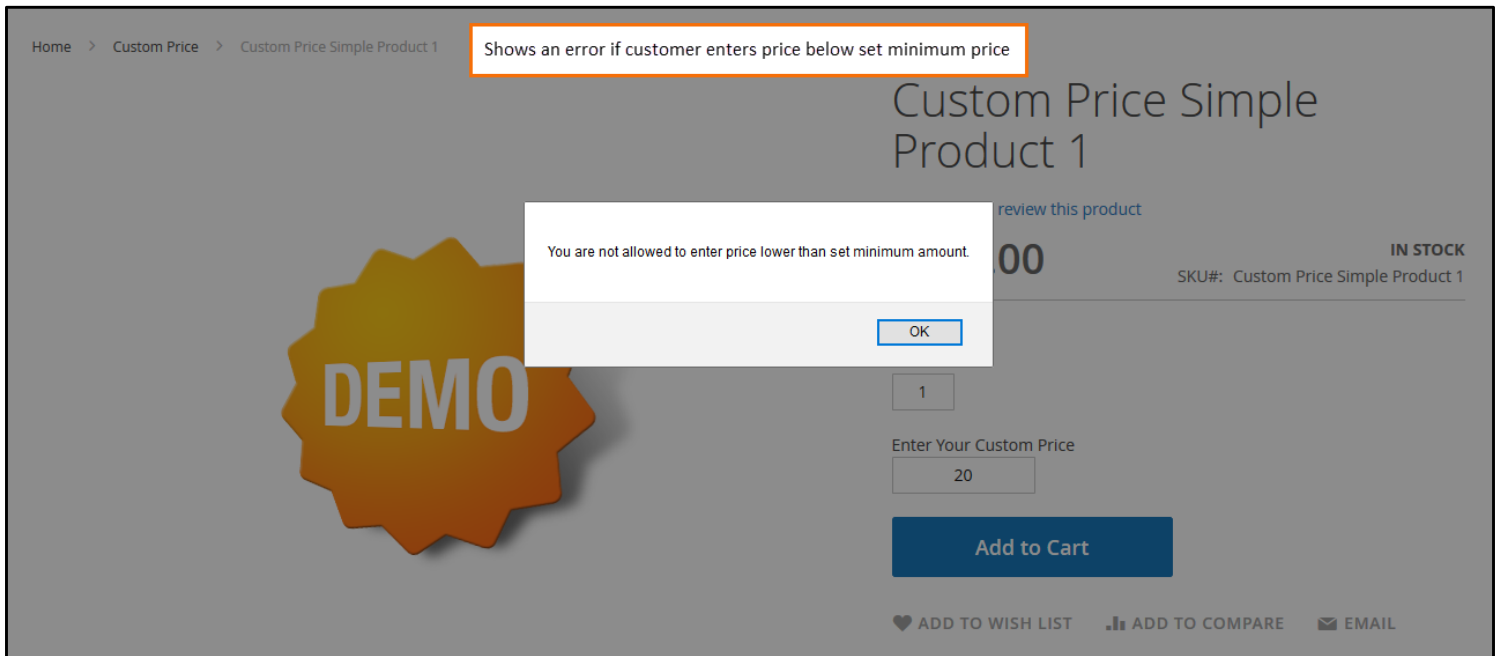 Home > Custom Price > Custom Price Simple Product 1
Shows an error if customer enters price below set minimum price
Custom Price Simple
Product 1
review this product
You are not allowed to enter price lower than set minimum amount.
.00
IN STOCK
SKU#: Custom Price Simple Product 1
OK
DEMO
1
Enter Your Custom Price
20
Add to Cart
ADD TO WISH LIST ADD TO COMPARE EMAIL